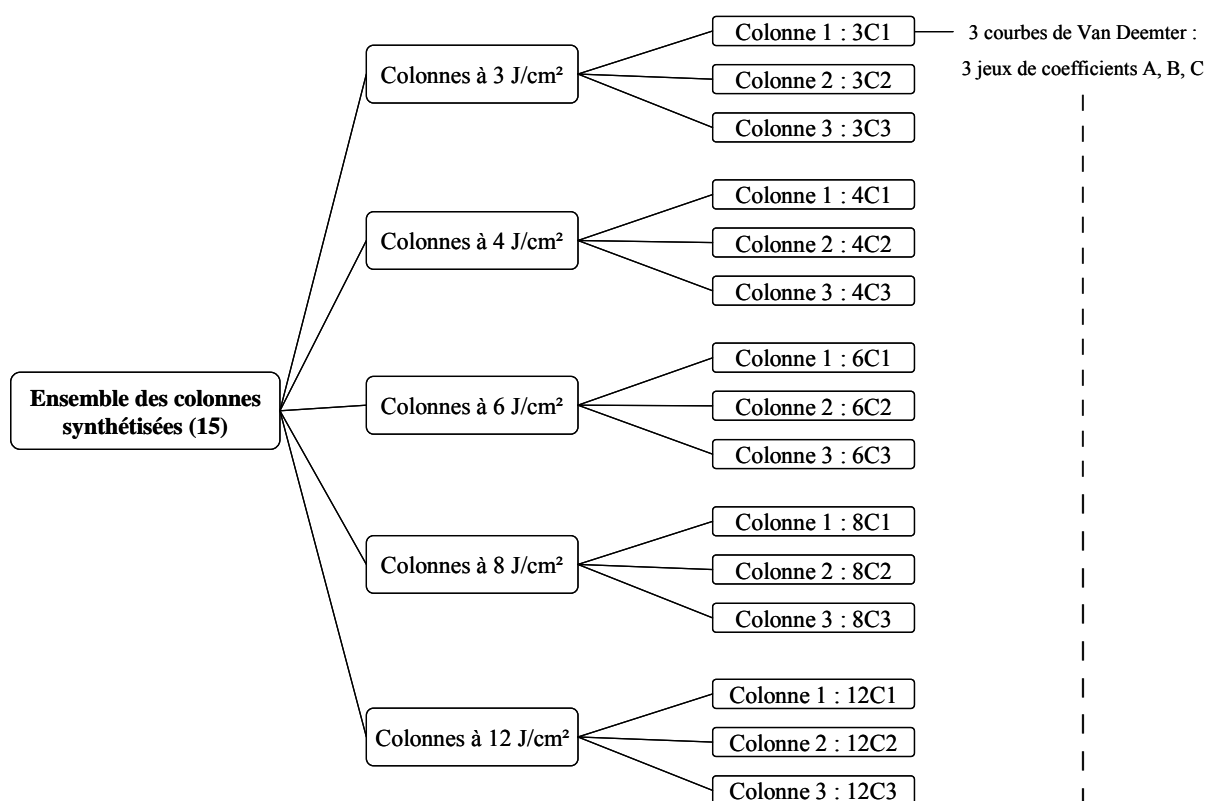 Colonne 1 : 3C1
3 courbes de Van Deemter :
3 jeux de coefficients A, B, C
Colonnes à 3 J/cm²
Colonne 2 : 3C2
Colonne 3 : 3C3
Colonne 1 : 4C1
Colonnes à 4 J/cm²
Colonne 2 : 4C2
Colonne 3 : 4C3
Colonne 1 : 6C1
Ensemble des colonnes
synthétisées (15)
Colonnes à 6 J/cm²
Colonne 2 : 6C2
Colonne 3 : 6C3
Colonne 1 : 8C1
Colonnes à 8 J/cm²
Colonne 2 : 8C2
Colonne 3 : 8C3
Colonne 1 : 12C1
Colonnes à 12 J/cm²
Colonne 2 : 12C2
Colonne 3 : 12C3